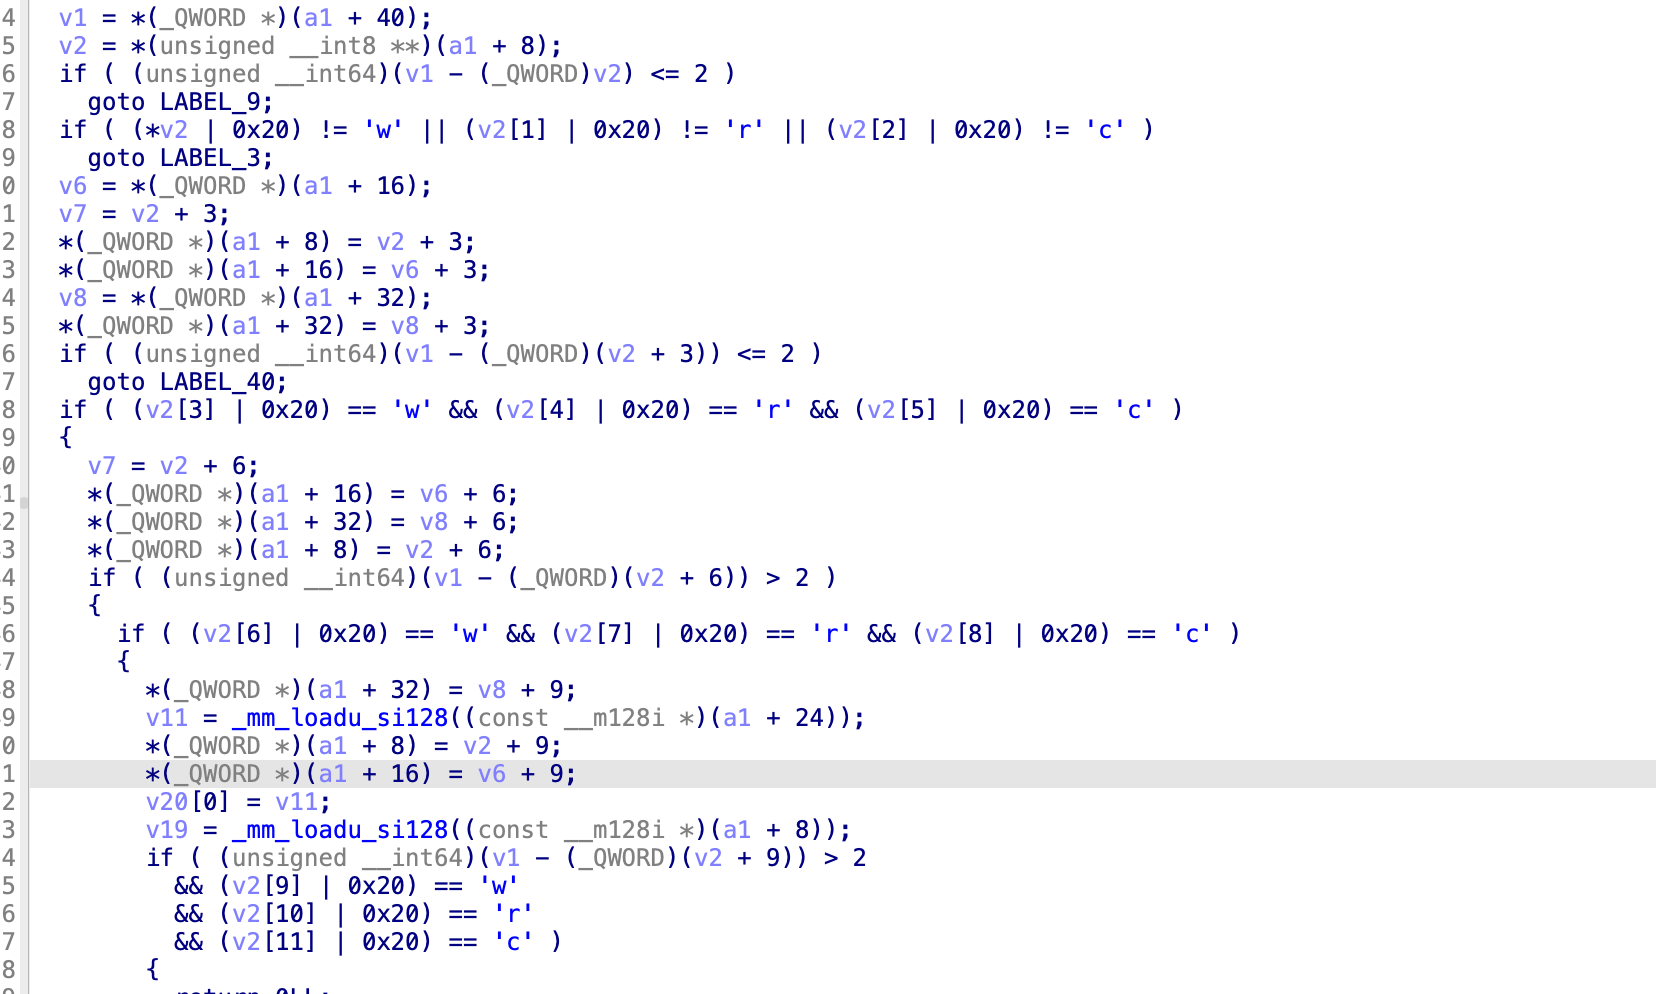 4 v1 = *(_QWORD *)(a1 + 40);
5 v2 = *(unsigned __int8 **)(a1 + 8);
6 if ( (unsigned __int64)(v1 - (_QWORD)v2) <= 2 )
7 goto LABEL_9;
8 if ( (*v2 | 0x20) != 'w' || (v2[1] | 0x20) != 'r' || (v2[2] | 0x20) != 'c' )
9 goto LABEL_3;
0 v6 = *(_QWORD *)(a1 + 16);
1 v7 = v2 + 3;
2 *(_QWORD *)(a1 + 8) = v2 + 3;
3 *(_QWORD *)(a1 + 16) = v6 + 3;
4 v8 = *(_QWORD *)(a1 + 32);
5 *(_QWORD *)(a1 + 32) = v8 + 3;
6 if ( (unsigned __int64)(v1 - (_QWORD)(v2 + 3)) <= 2 )
7 goto LABEL_40;
8 if ( (v2[3] | 0x20) == 'w' && (v2[4] | 0x20) == 'r' && (v2[5] | 0x20) == 'c' )
9 {
0 v7 = v2 + 6;
1 *(_QWORD *)(a1 + 16) = v6 + 6;
2 *(_QWORD *)(a1 + 32) = v8 + 6;
3 *(_QWORD *)(a1 + 8) = v2 + 6;
4 if ( (unsigned __int64)(v1 - (_QWORD)(v2 + 6)) > 2 )
5 {
6 if ( (v2[6] | 0x20) == 'w' && (v2[7] | 0x20) == 'r' && (v2[8] | 0x20) == 'c' )
7 {
8 *(_QWORD *)(a1 + 32) = v8 + 9;
9 v11 = _mm_loadu_si128((const __m128i *)(a1 + 24));
0 *(_QWORD *)(a1 + 8) = v2 + 9;
1 *(_QWORD *)(a1 + 16) = v6 + 9;
2 v20[0] = v11;
3 v19 = _mm_loadu_si128((const __m128i *)(a1 + 8));
4 if ( (unsigned __int64)(v1 - (_QWORD)(v2 + 9)) > 2
5 && (v2[9] | 0x20) == 'w'
6 && (v2[10] | 0x20) == 'r'
7 && (v2[11] | 0x20) == 'c' )
8 {